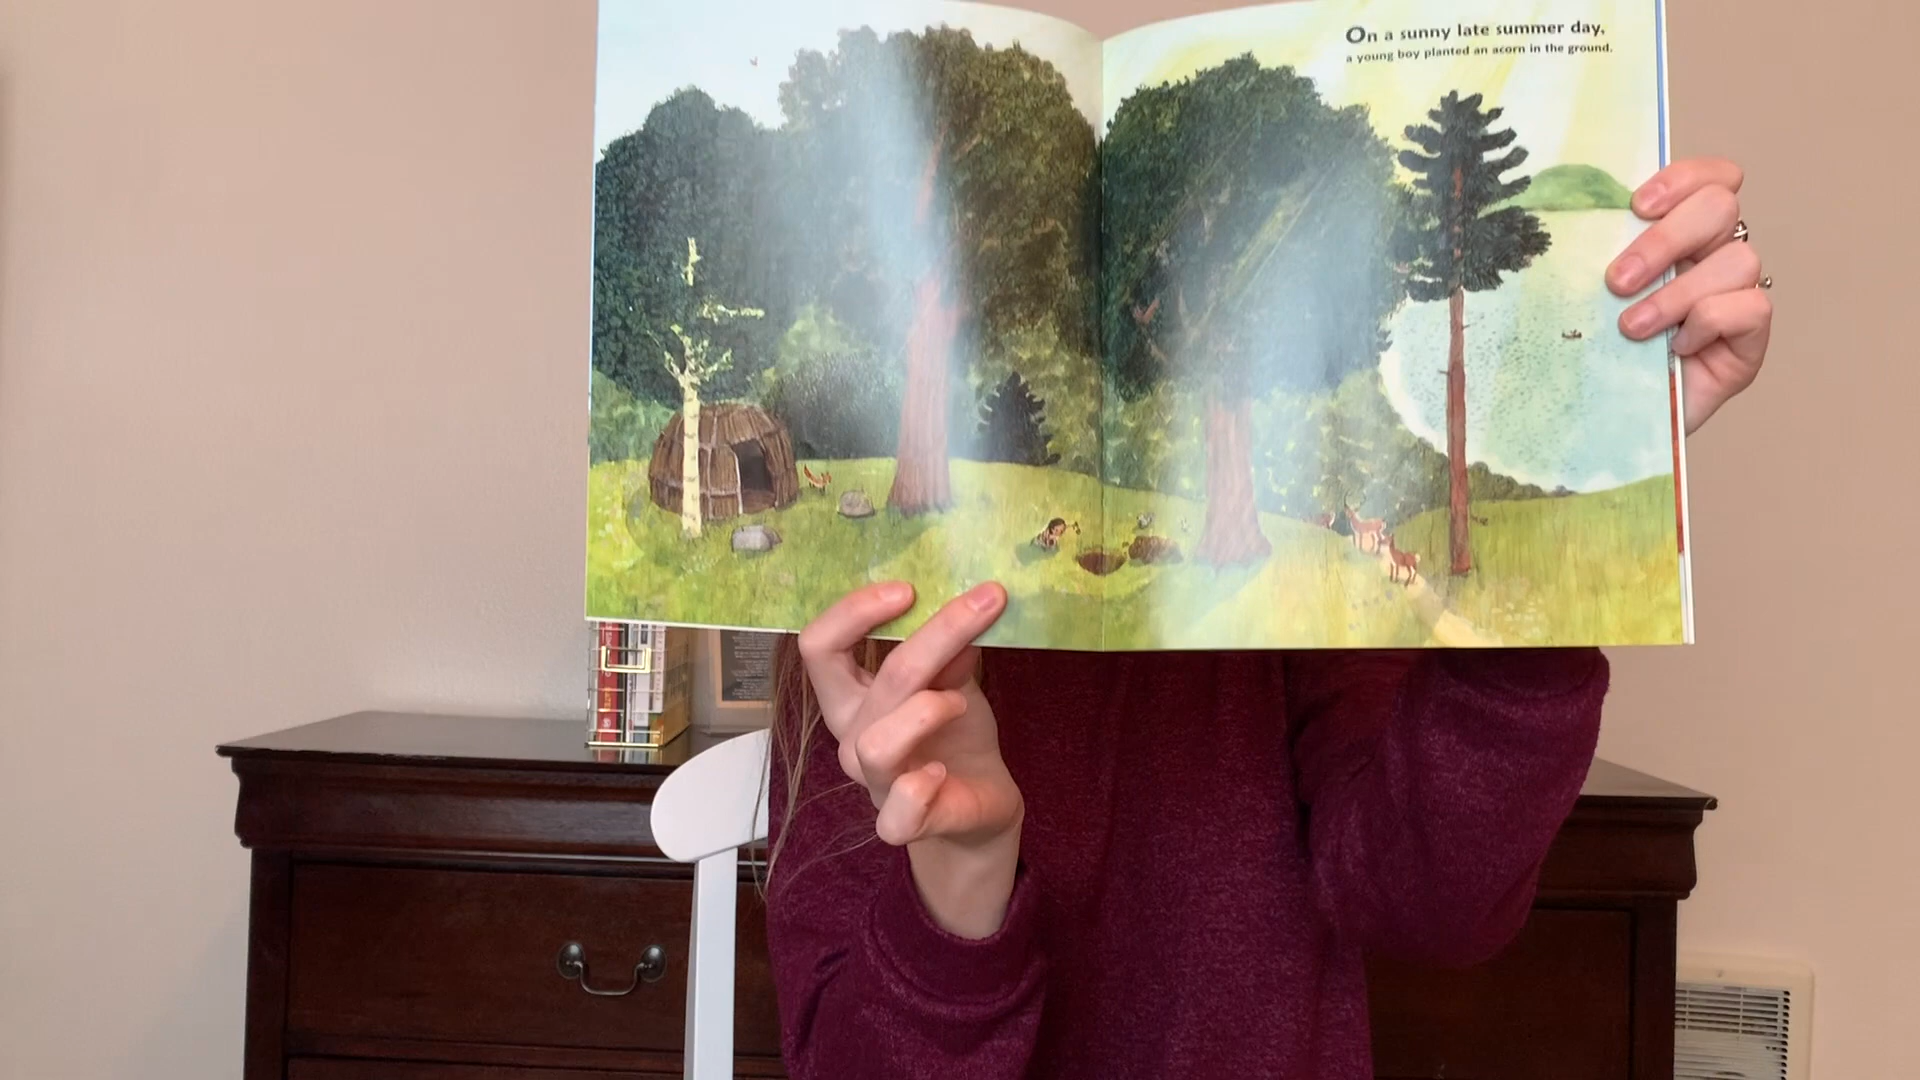 On a sunny late summer day,
a young boy planted an acorn in the ground.